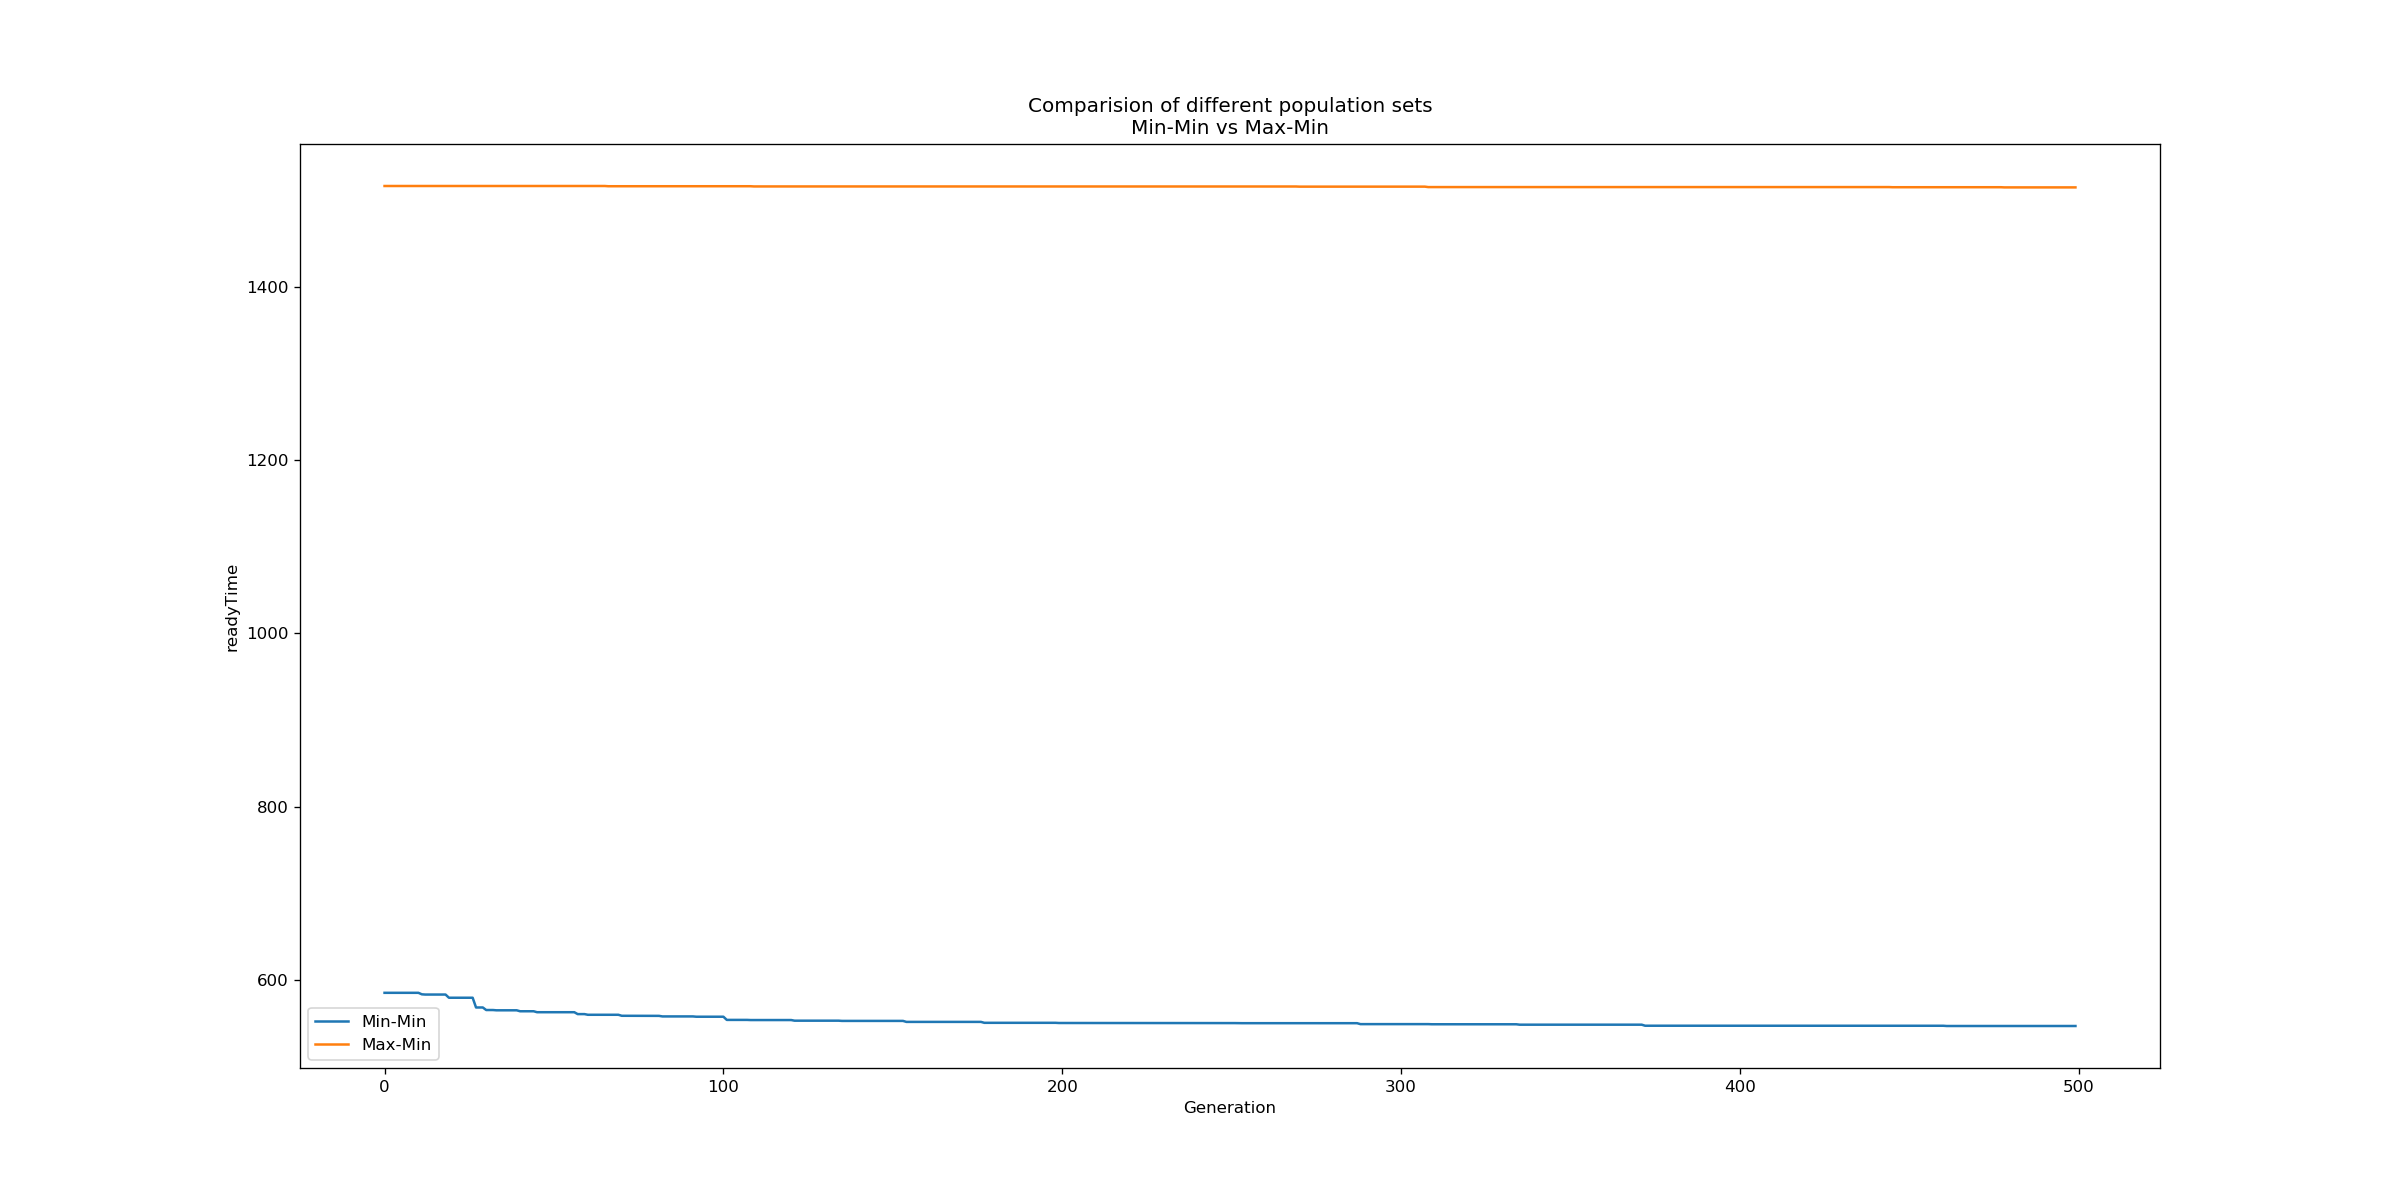 Comparision of different population sets
Min-Min vs Max-Min
1400
1200
1000
800
600
readyTime
Min-Min
Max-Min
0 100 200 300 400 500
Generation